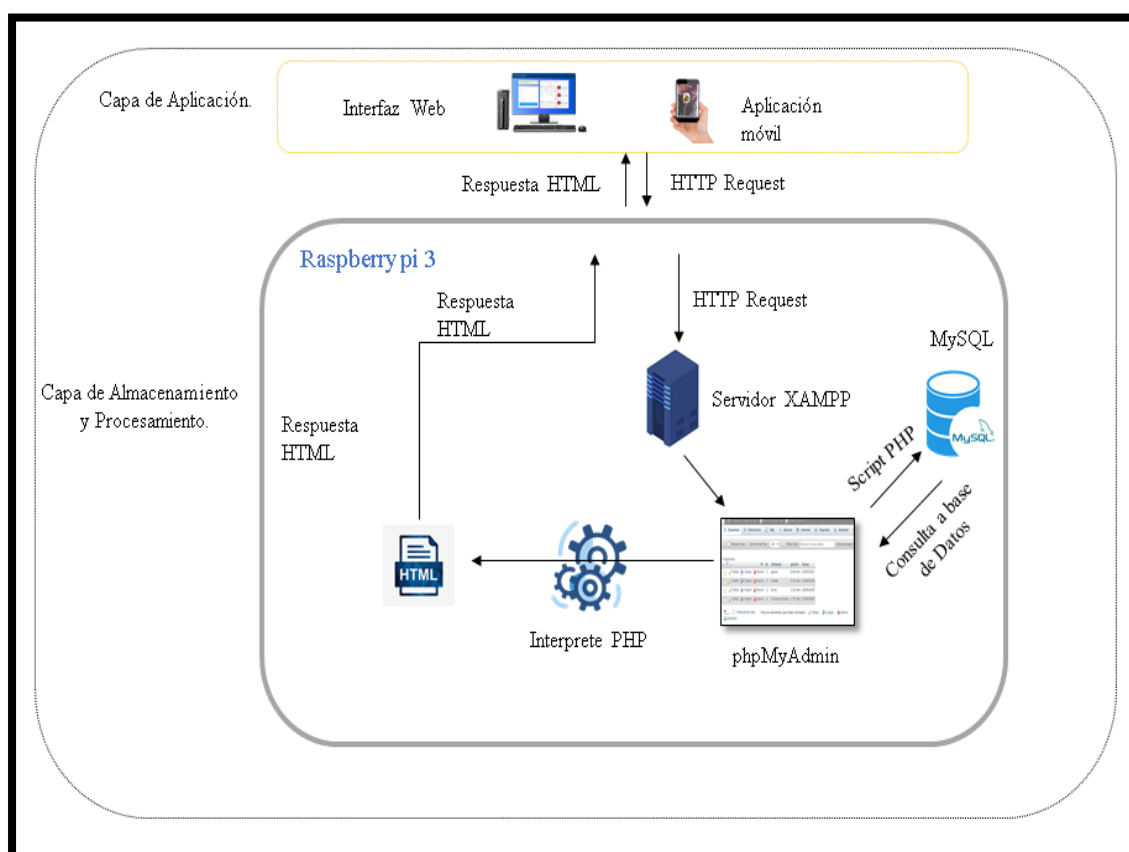 Capa de Aplicación.
Interfaz Web
Aplicación
móvil
Respuesta HTML
HTTP Request
Raspberry pi 3
Respuesta
HTML
HTTP Request
MySQL
Capa de Almacenamiento
y Procesamiento.
Servidor XAMPP
Respuesta
HTML
MySQL
Script PHP
Consulta a base
de Datos
HTML
Interprete PHP
phpMyAdmin